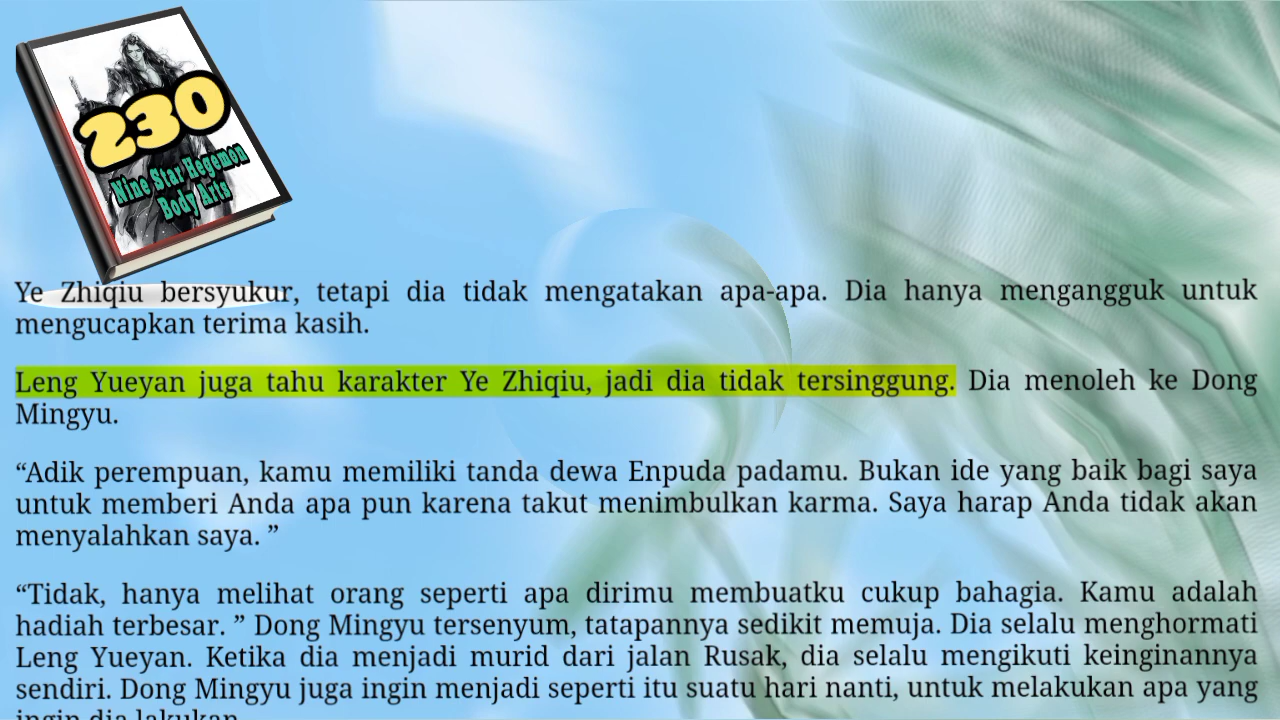 230
Nine Star Hegemon
Body Arts
Ye Zhiqiu bersyukur, tetapi dia tidak mengatakan apa-apa. Dia hanya mengangguk untuk
mengucapkan terima kasih.
Leng Yueyan juga tahu karakter Ye Zhiqiu, jadi dia tidak tersinggung. Dia menoleh ke Dong
Mingyu.
“Adik perempuan, kamu memiliki tanda dewa Enpuda padamu. Bukan ide yang baik bagi saya
untuk memberi Anda apa pun karena takut menimbulkan karma. Saya harap Anda tidak akan
menyalahkan saya. ”
“Tidak, hanya melihat orang seperti apa dirimu membuatku cukup bahagia. Kamu adalah
hadiah terbesar. ” Dong Mingyu tersenyum, tatapannya sedikit memuja. Dia selalu menghormati
Leng Yueyan. Ketika dia menjadi murid dari jalan Rusak, dia selalu mengikuti keinginannya
sendiri. Dong Mingyu juga ingin menjadi seperti itu suatu hari nanti, untuk melakukan apa yang
ingin dia lakukan.